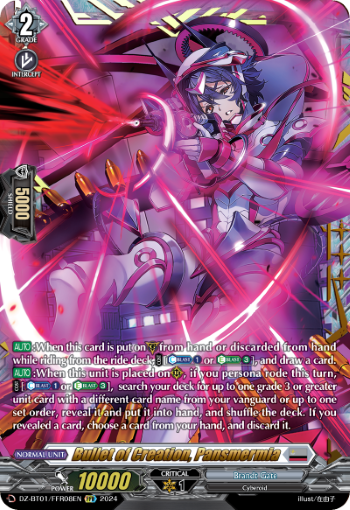 2
GRADE
INTERCEPT
5000
SHIELD
AUTO:When this card is put on from hand or discarded from hand
while riding from the ride deck, COST [C BLAST 1 or E BLAST 3], and draw a card.
AUTO:When this unit is placed on R, if you persona rode this turn,
COST [C BLAST 1 or E BLAST 3], search your deck for up to one grade 3 or greater
unit card with a different card name from your vanguard or up to one
set order, reveal it and put it into hand, and shuffle the deck. If you
revealed a card, choose a card from your hand, and discard it.
NORMAL UNIT Bullet of Creation, Pansmermia
POWER 10000 CRITICAL 1 Brandt Gate
Cyberoid
DZ-BT01/FFR08EN FFR 2024 illust/在由子